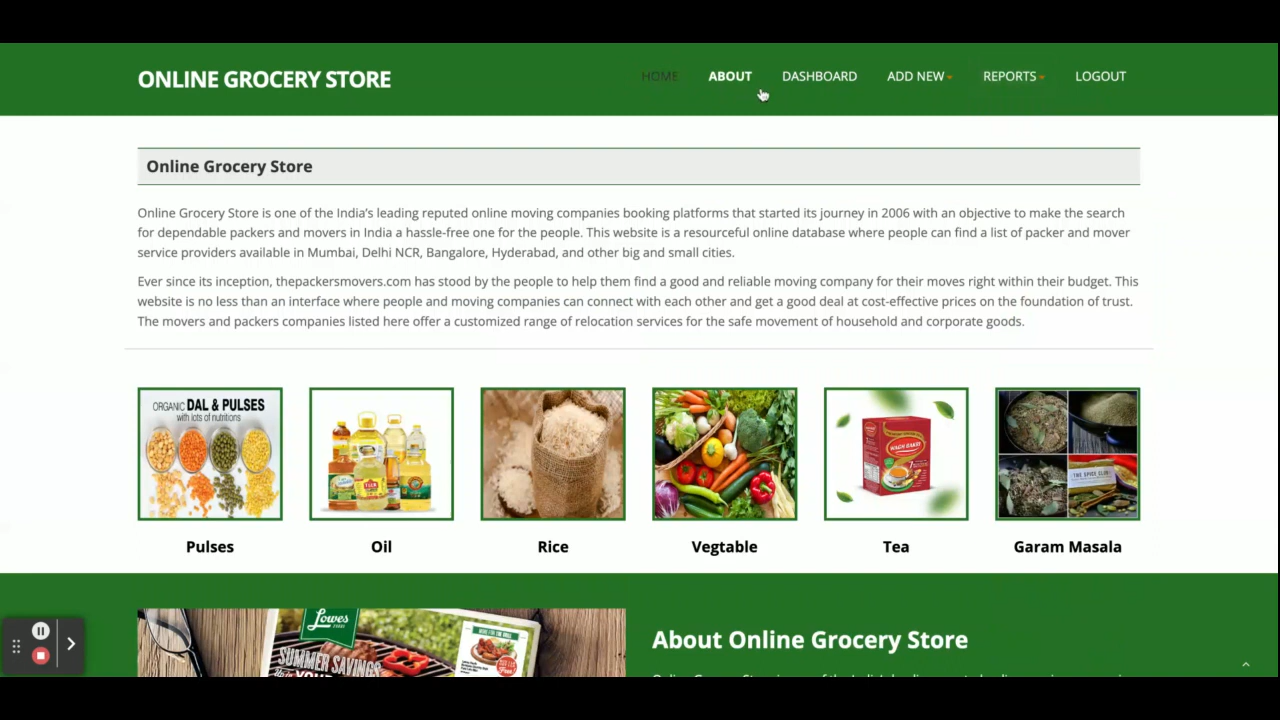 ONLINE GROCERY STORE
HOME ABOUT DASHBOARD ADD NEW REPORTS LOGOUT
Online Grocery Store
Online Grocery Store is one of the India's leading reputed online moving companies booking platforms that started its journey in 2006 with an objective to make the search
for dependable packers and movers in India a hassle-free one for the people. This website is a resourceful online database where people can find a list of packer and mover
service providers available in Mumbai, Delhi NCR, Bangalore, Hyderabad, and other big and small cities.
Ever since its inception, thepackersmovers.com has stood by the people to help them find a good and reliable moving company for their moves right within their budget. This
website is no less than an interface where people and moving companies can connect with each other and get a good deal at cost-effective prices on the foundation of trust.
The movers and packers companies listed here offer a customized range of relocation services for the safe movement of household and corporate goods.
ORGANIC DAL & PULSES
with lots of nutritions
WAGH BAKRI
THE SPICE CLUB
Pulses Oil Rice Vegtable Tea Garam Masala
Lowes
FOODS
SUMMER SAVINGS
About Online Grocery Store